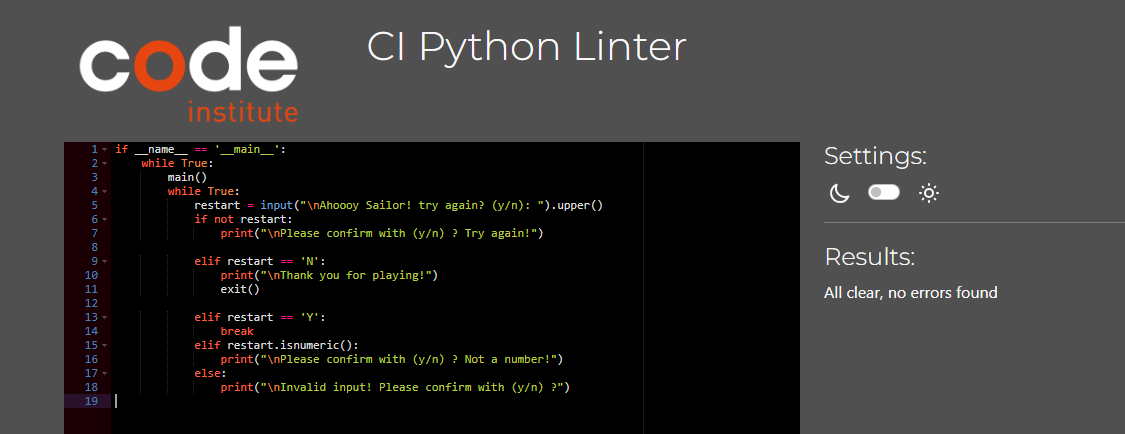 code
institute
CI Python Linter
1 if __name__ == '__main__':
2     while True:
3         main()
4         while True:
5             restart = input("\nAhoooy Sailor! try again? (y/n): ").upper()
6             if not restart:
7                 print("\nPlease confirm with (y/n) ? Try again!")
8
9             elif restart == 'N':
10                 print("\nThank you for playing!")
11                 exit()
12
13             elif restart == 'Y':
14                 break
15             elif restart.isnumeric():
16                 print("\nPlease confirm with (y/n) ? Not a number!")
17             else:
18                 print("\nInvalid input! Please confirm with (y/n) ?")
19
Settings:
Results:
All clear, no errors found